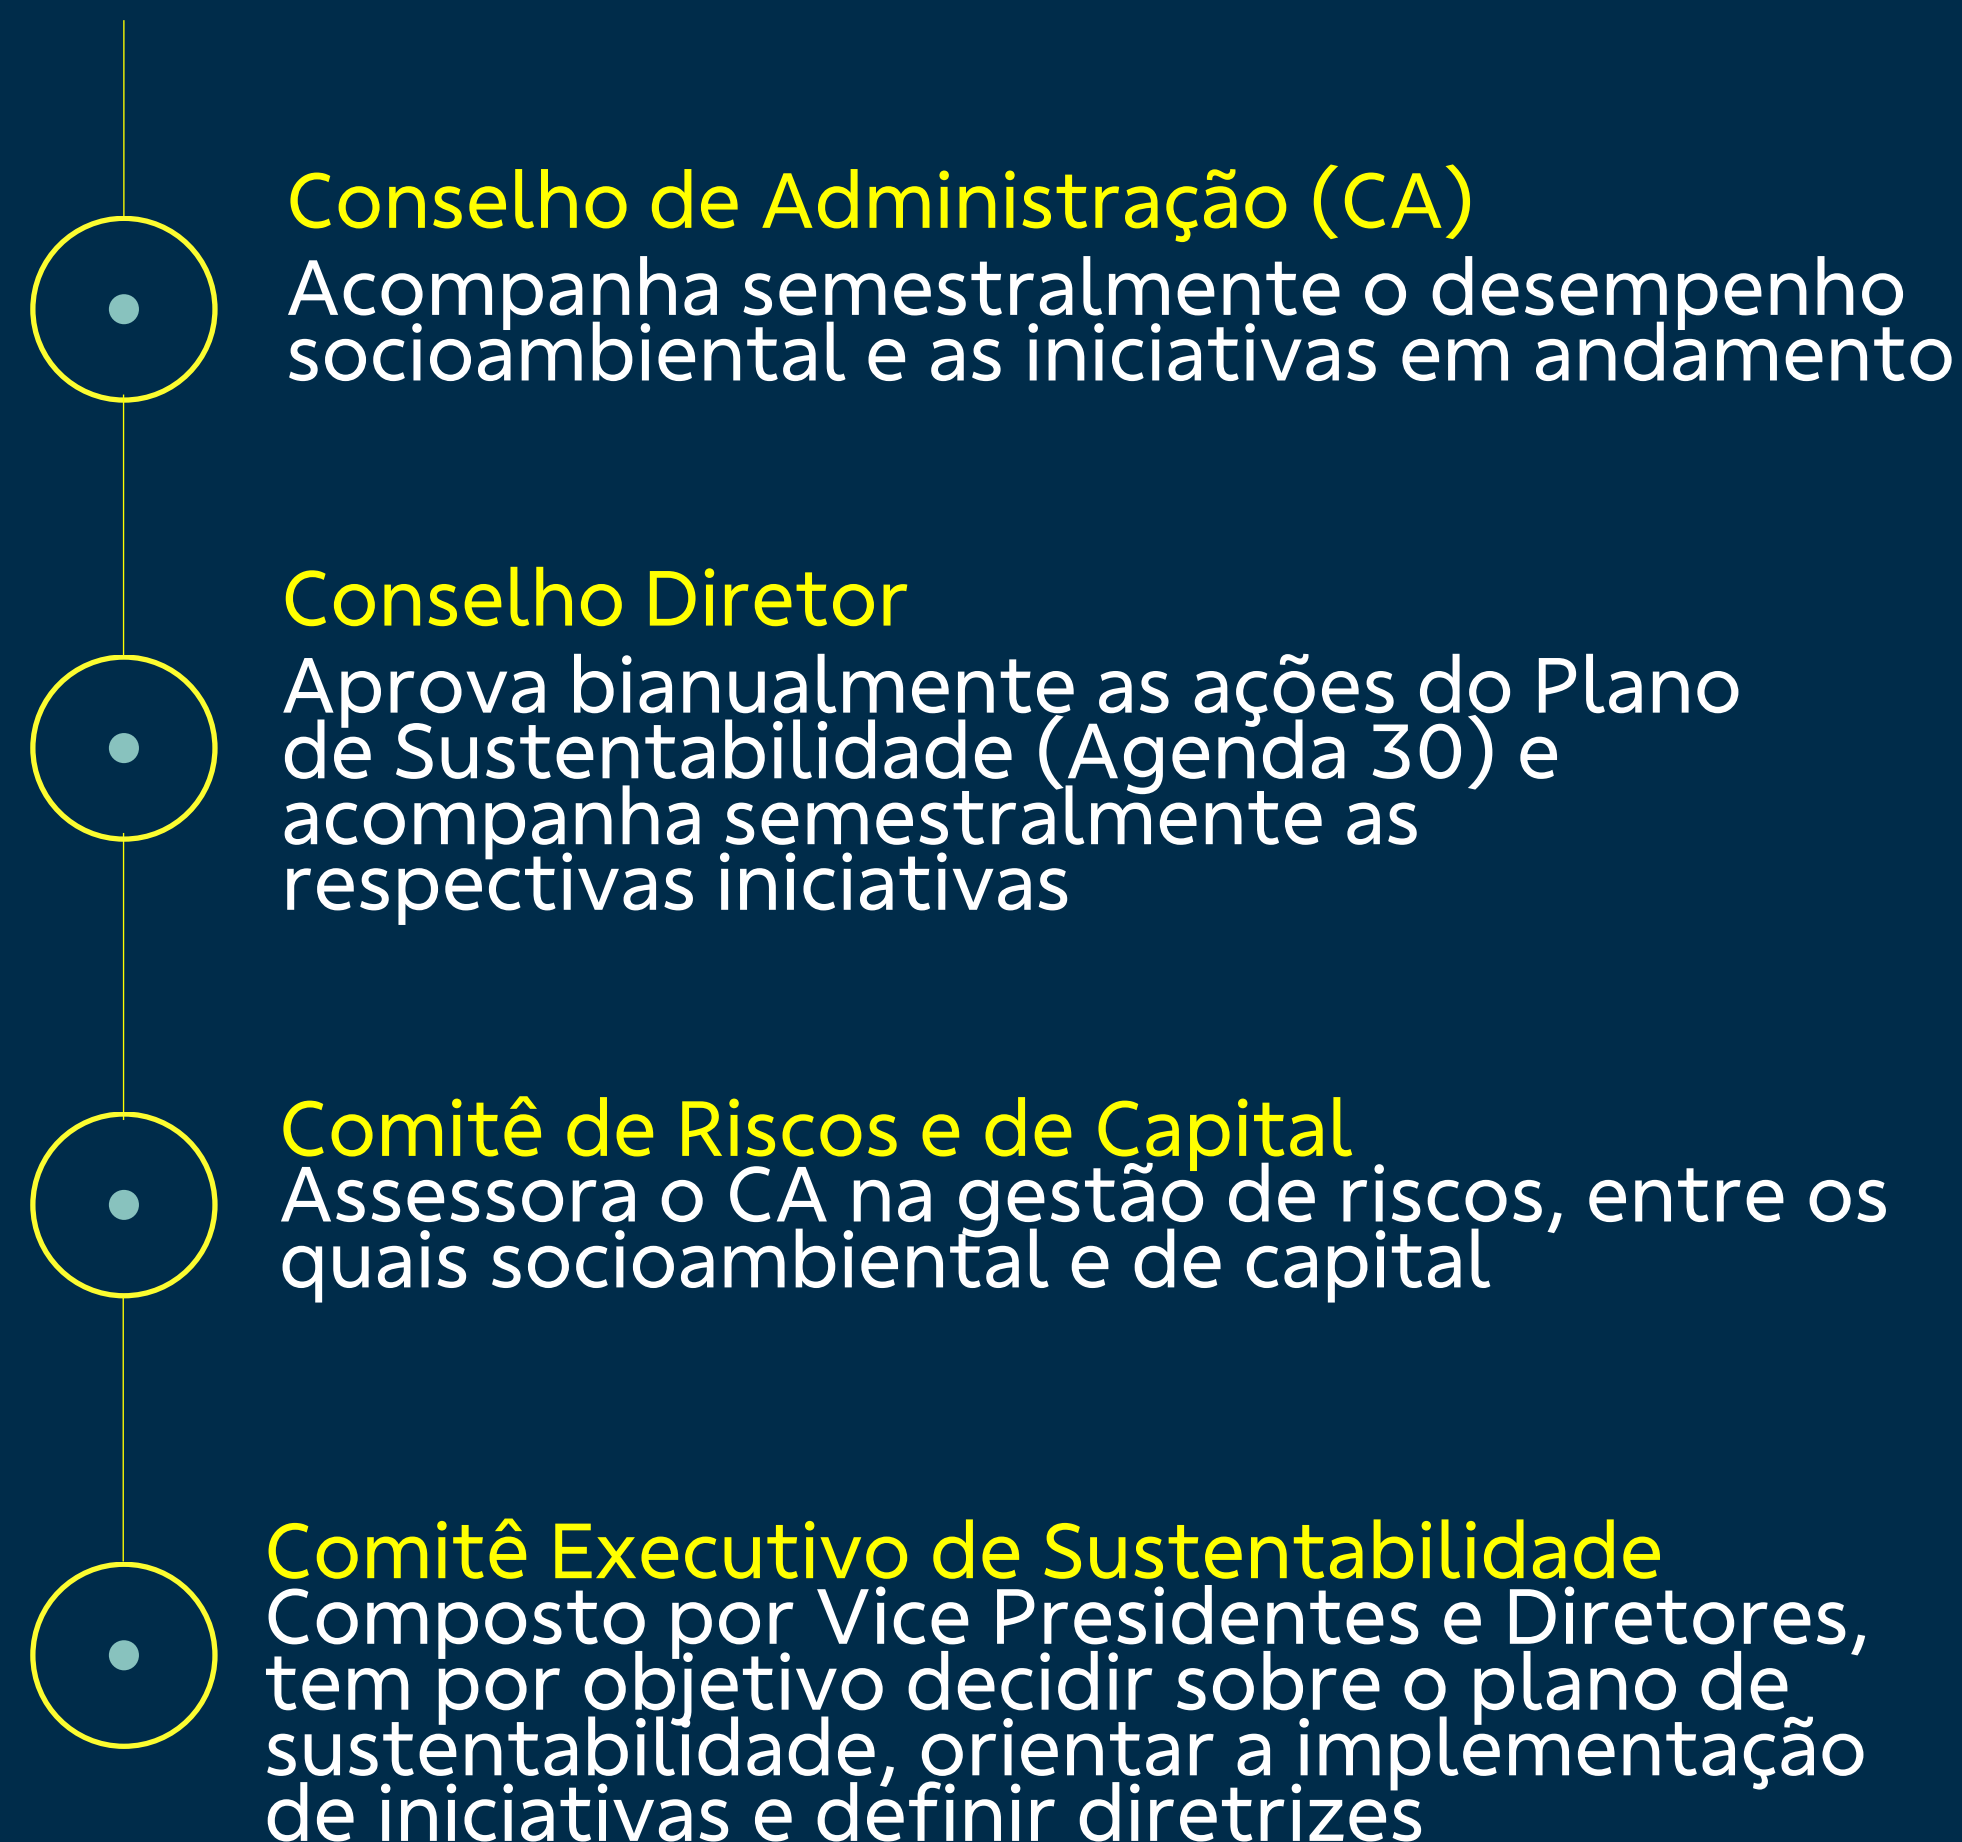 Conselho de Administração (CA)
Acompanha semestralmente o desempenho
socioambiental e as iniciativas em andamento
Conselho Diretor
Aprova bianualmente as ações do Plano
de Sustentabilidade (Agenda 30) e
acompanha semestralmente as
respectivas iniciativas
Comitê de Riscos e de Capital
Assessora o CA na gestão de riscos, entre os
quais socioambiental e de capital
Comitê Executivo de Sustentabilidade
Composto por Vice Presidentes e Diretores,
tem por objetivo decidir sobre o plano de
sustentabilidade, orientar a implementação
de iniciativas e definir diretrizes